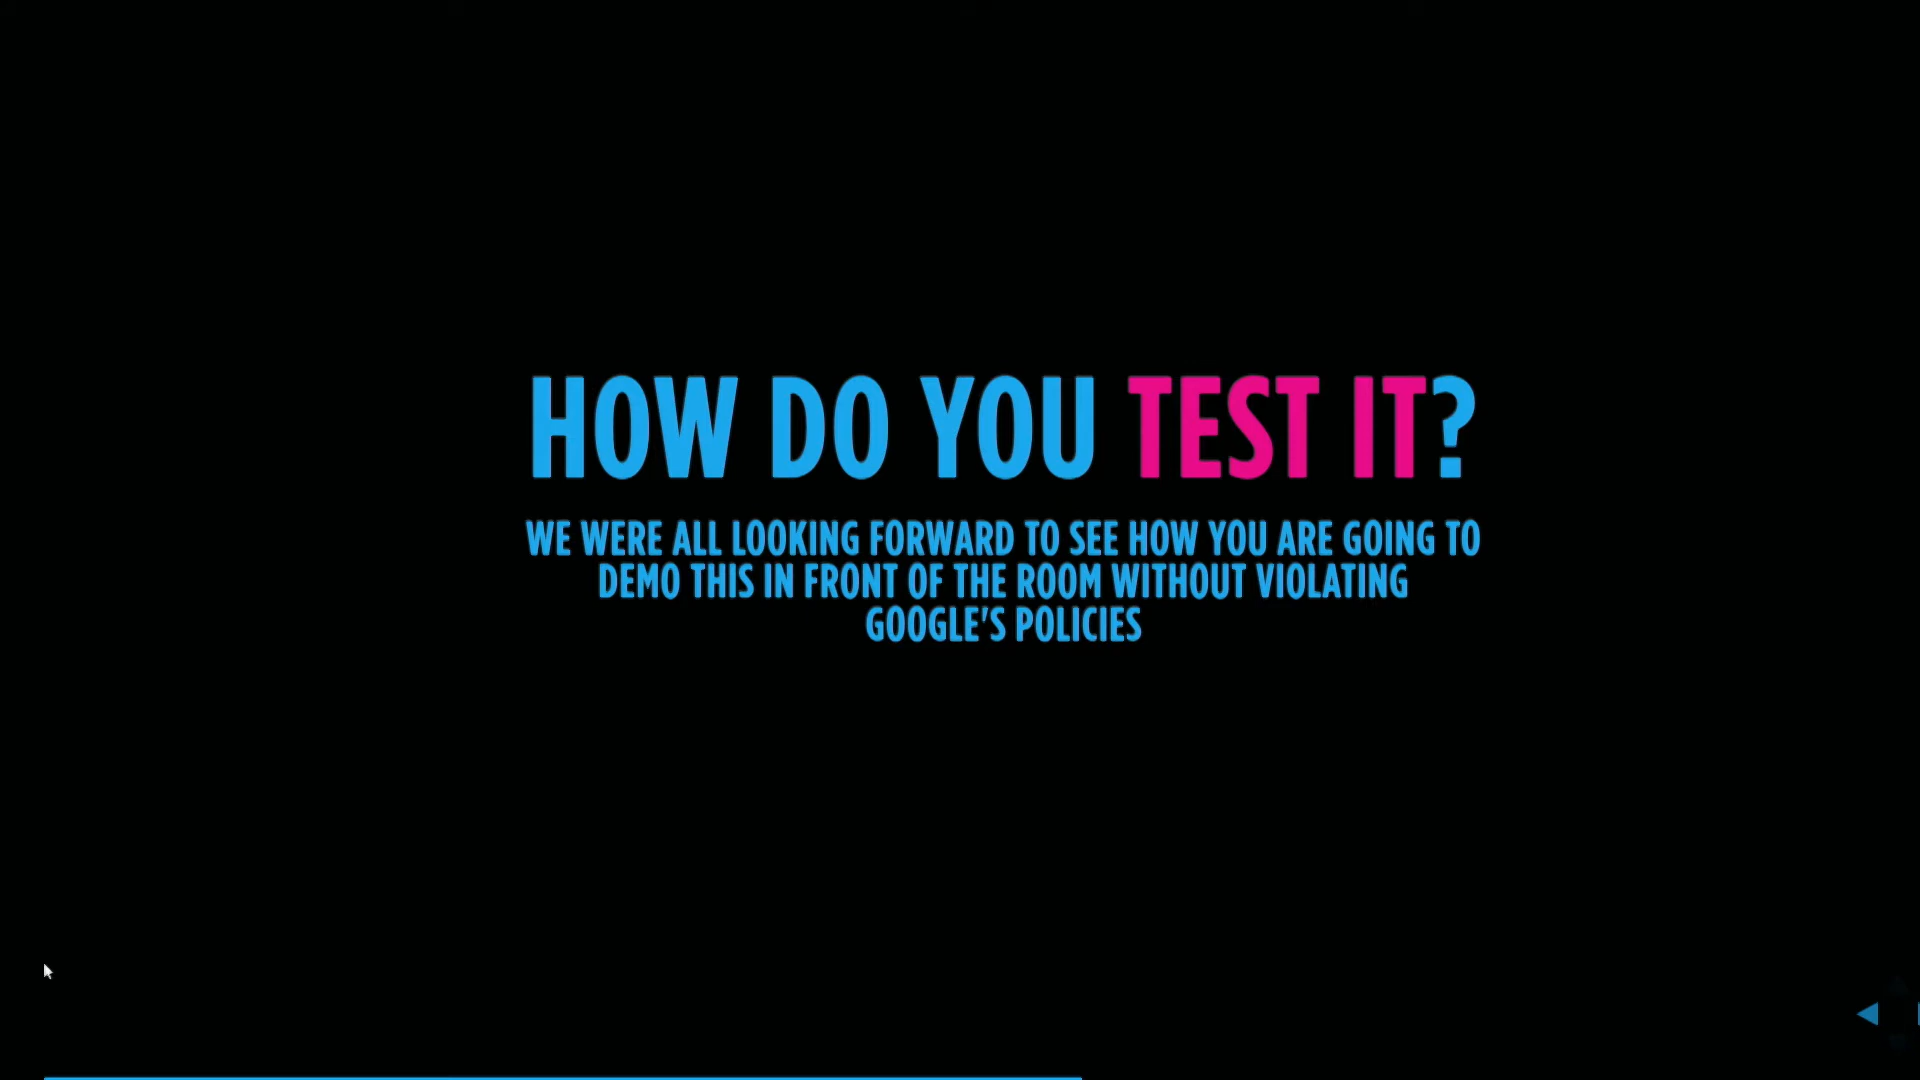 HOW DO YOU TEST IT?
WE WERE ALL LOOKING FORWARD TO SEE HOW YOU ARE GOING TO
DEMO THIS IN FRONT OF THE ROOM WITHOUT VIOLATING
GOOGLE'S POLICIES